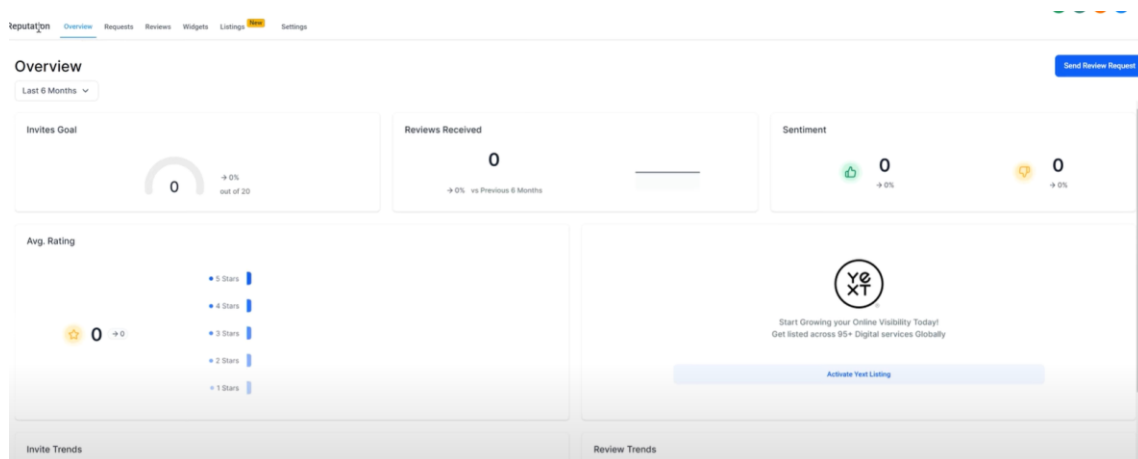 Reputation Overview Requests Reviews Widgets Listings New Settings
Overview
Send Review Request
Last 6 Months
Invites Goal
0
→ 0%
out of 20
Reviews Received
0
→ 0% vs Previous 6 Months
Sentiment
0
→ 0%
0
→ 0%
Avg. Rating
0 → 0
5 Stars
4 Stars
3 Stars
2 Stars
1 Stars
YEXT
Start Growing your Online Visibility Today!
Get listed across 95+ Digital services Globally
Activate Yext Listing
Invite Trends
Review Trends